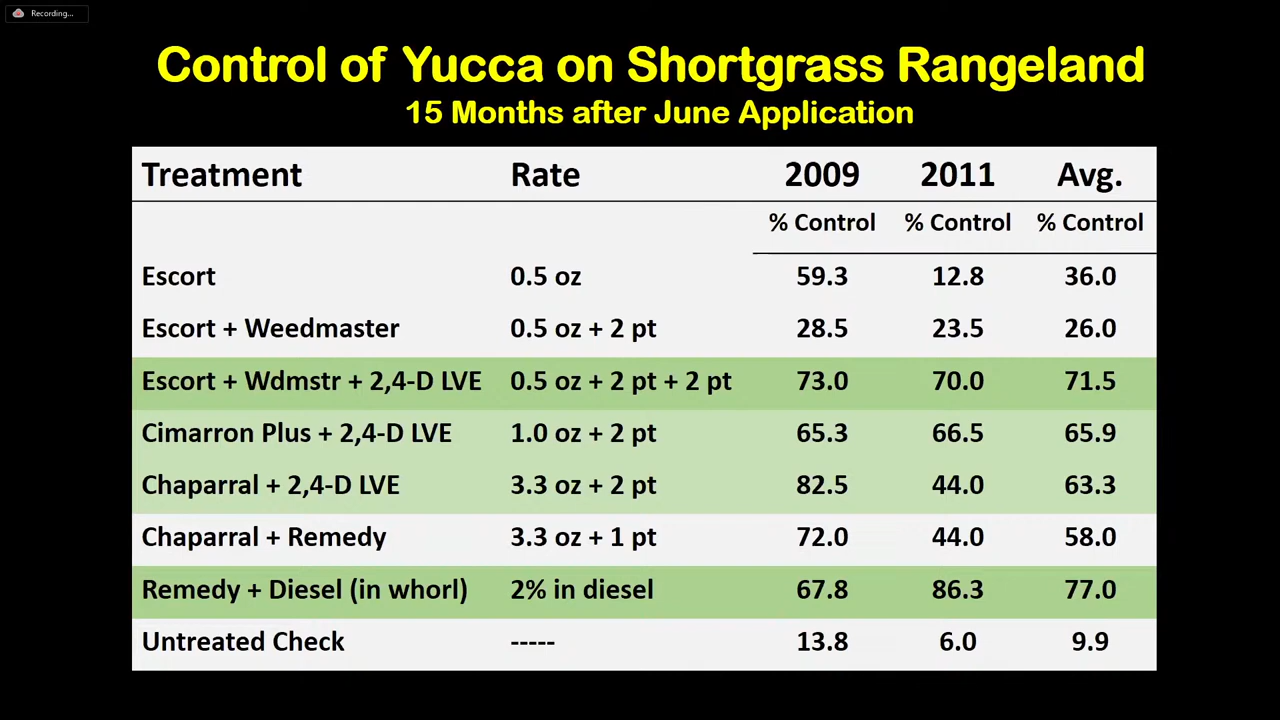 Recording...
Control of Yucca on Shortgrass Rangeland
15 Months after June Application
Treatment Rate 2009 2011 Avg.
% Control % Control % Control
Escort 0.5 oz 59.3 12.8 36.0
Escort + Weedmaster 0.5 oz + 2 pt 28.5 23.5 26.0
Escort + Wdmstr + 2,4-D LVE 0.5 oz + 2 pt + 2 pt 73.0 70.0 71.5
Cimarron Plus + 2,4-D LVE 1.0 oz + 2 pt 65.3 66.5 65.9
Chaparral + 2,4-D LVE 3.3 oz + 2 pt 82.5 44.0 63.3
Chaparral + Remedy 3.3 oz + 1 pt 72.0 44.0 58.0
Remedy + Diesel (in whorl) 2% in diesel 67.8 86.3 77.0
Untreated Check ----- 13.8 6.0 9.9